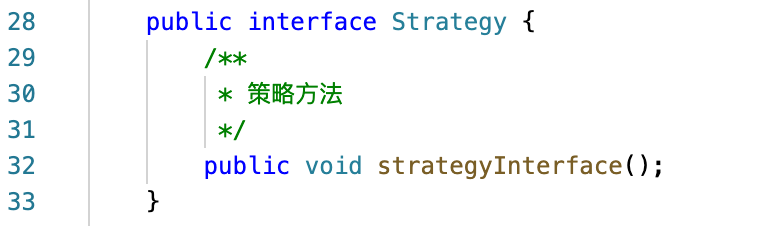 28 public interface Strategy {
29 /**
30 * 策略方法
31 */
32 public void strategyInterface();
33 }